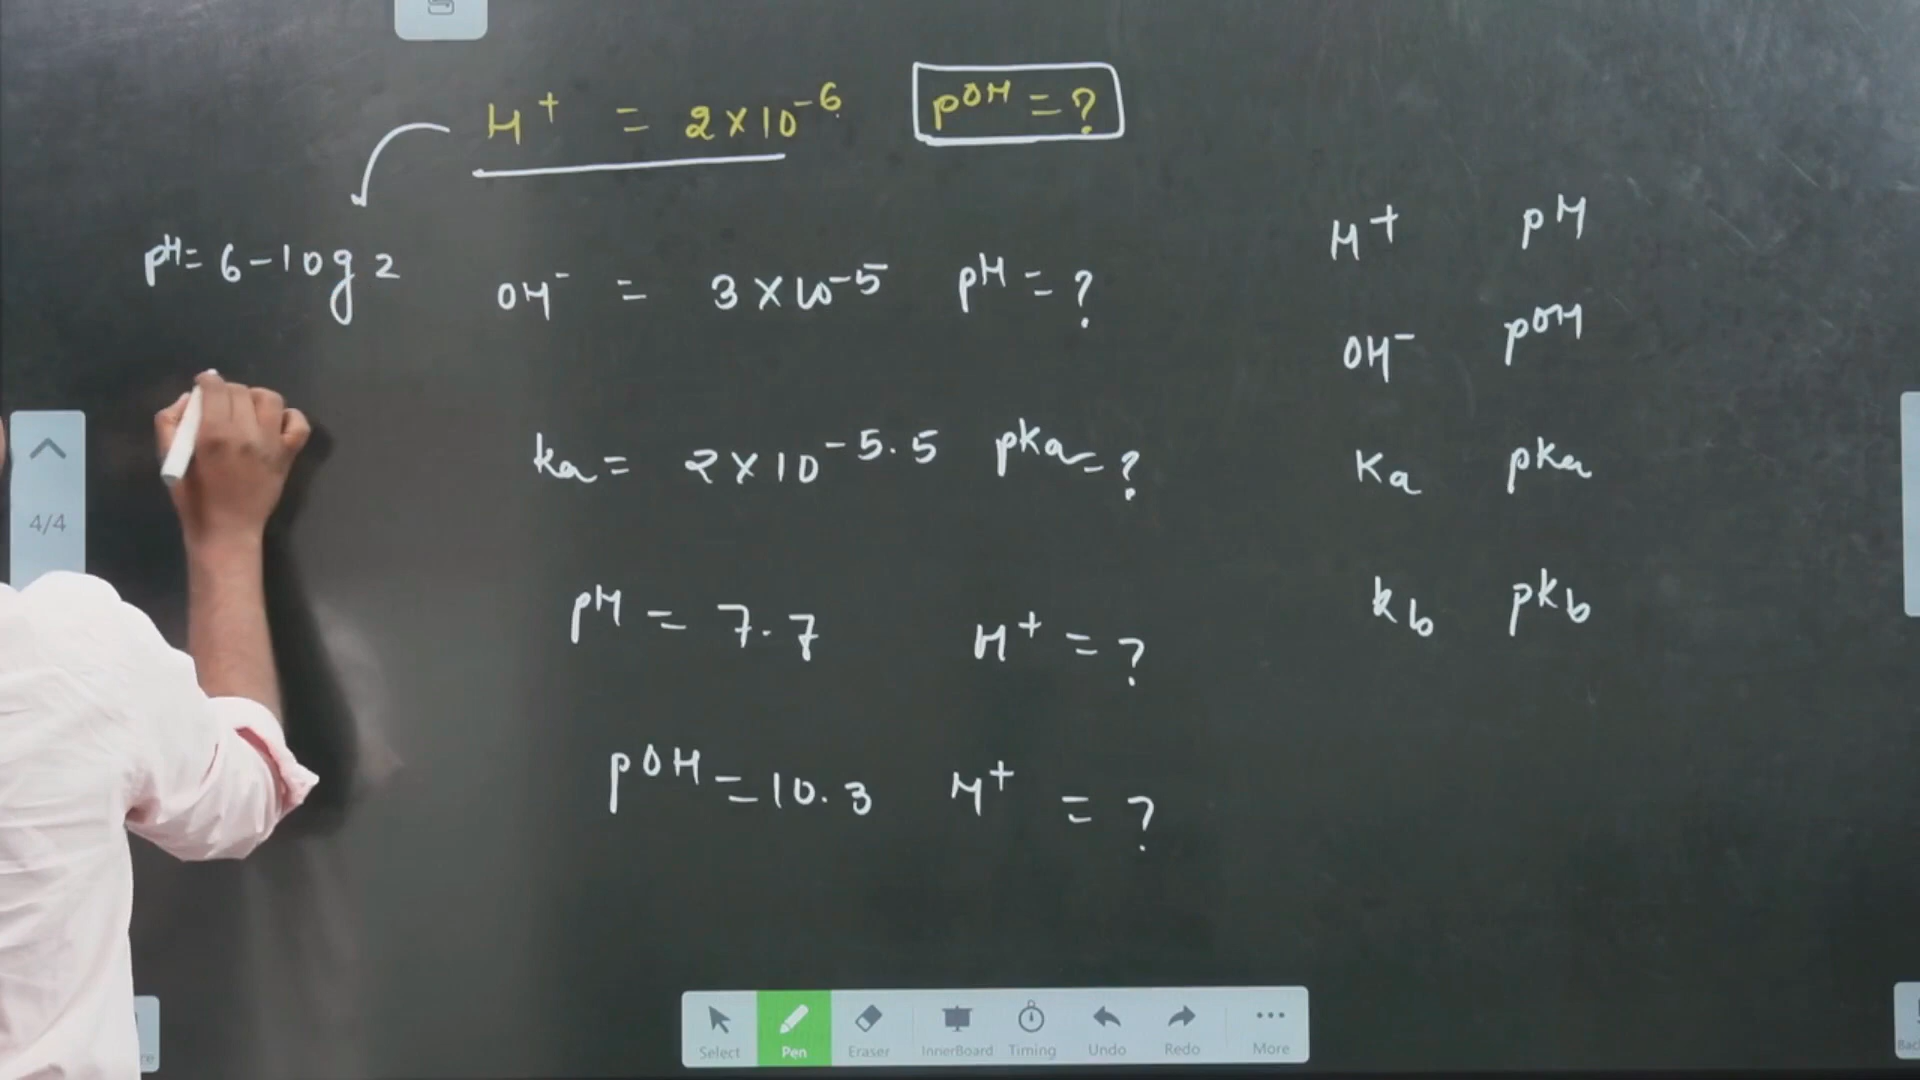 H⁺ = 2×10⁻⁶ pOH = ?
pH = 6 - log 2
OH⁻ = 3×10⁻⁵ pH = ?
ka = 2×10⁻⁵·⁵ pka = ?
pH = 7.7 H⁺ = ?
pOH = 10.3 H⁺ = ?
H⁺ pH
OH⁻ pOH
Ka pka
kb pkb
4/4
Select Pen Eraser InnerBoard Timing Undo Redo More